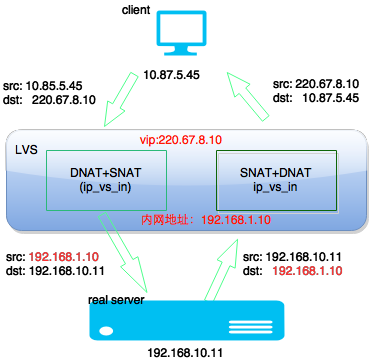 client
10.87.5.45
src: 10.85.5.45
dst: 220.67.8.10
src: 220.67.8.10
dst: 10.87.5.45
vip:220.67.8.10
LVS
DNAT+SNAT
(ip_vs_in)
SNAT+DNAT
ip_vs_in
内网地址：192.168.1.10
src: 192.168.1.10
dst: 192.168.10.11
src: 192.168.10.11
dst: 192.168.1.10
real server
192.168.10.11